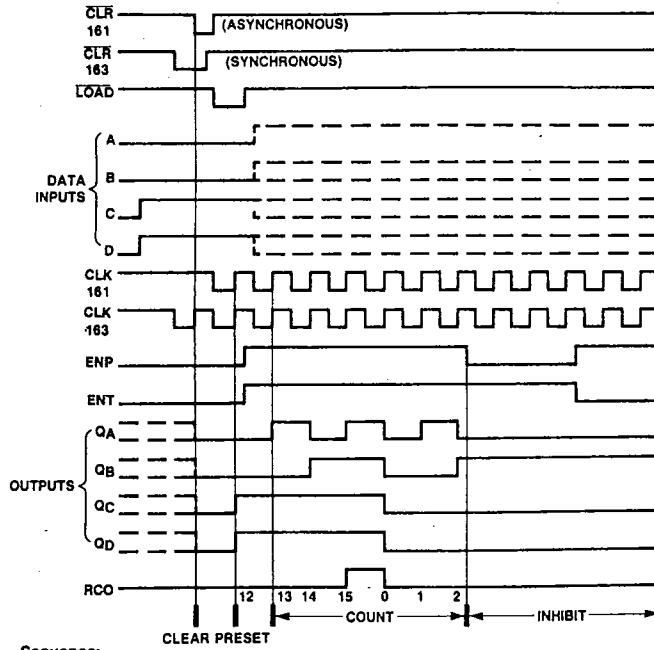 CLR
161
(ASYNCHRONOUS)
CLR
163
(SYNCHRONOUS)
LOAD
A
B
DATA
INPUTS
C
D
CLK
161
CLK
163
ENP
ENT
QA
QB
OUTPUTS
QC
QD
RCO
12 13 14 15 0 1 2
COUNT INHIBIT
CLEAR PRESET